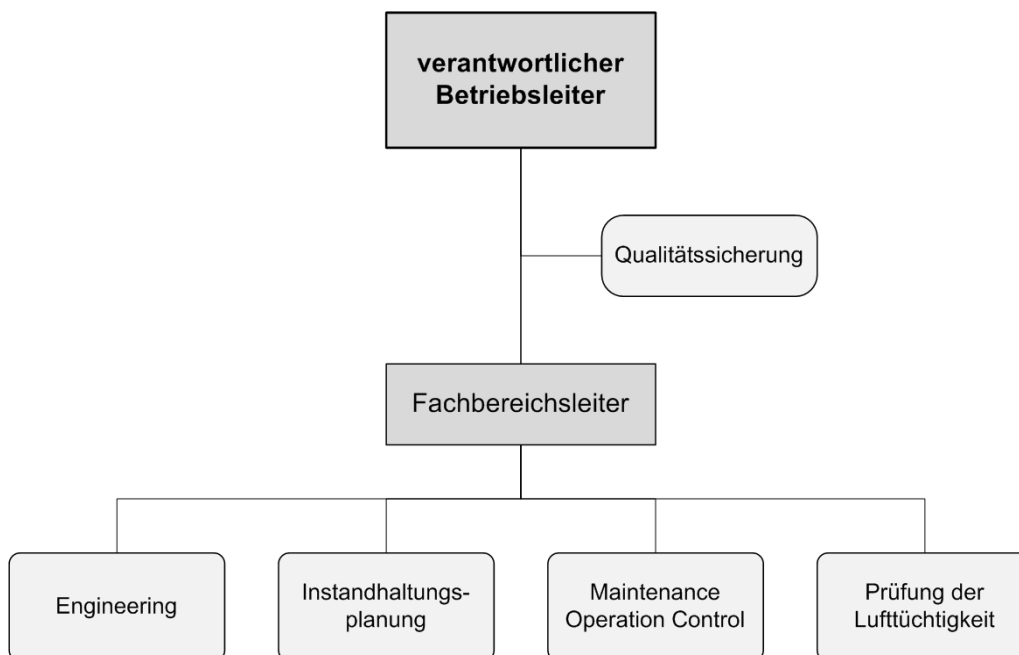 verantwortlicher
Betriebsleiter
Qualitätssicherung
Fachbereichsleiter
Engineering
Instandhaltungs-
planung
Maintenance
Operation Control
Prüfung der
Lufttüchtigkeit